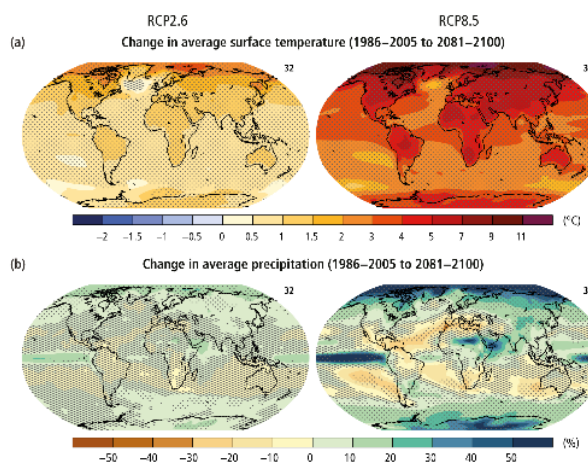 RCP2.6 RCP8.5
(a) Change in average surface temperature (1986–2005 to 2081–2100)
32 3
(°C)
−2 −1.5 −1 −0.5 0 0.5 1 1.5 2 3 4 5 7 9 11
(b) Change in average precipitation (1986–2005 to 2081–2100)
32 3
(%)
−50 −40 −30 −20 −10 0 10 20 30 40 50